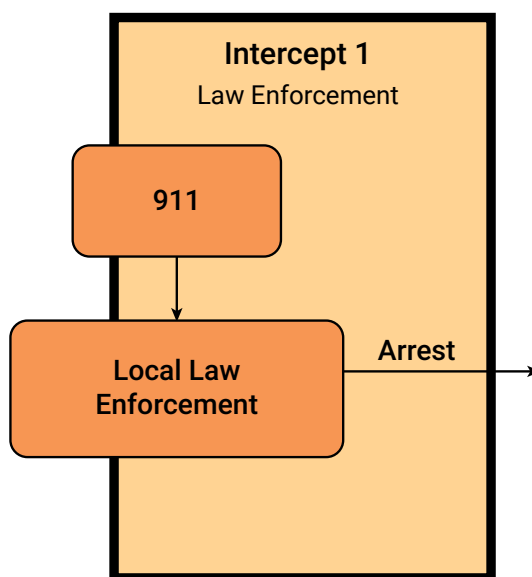 Intercept 1
Law Enforcement
911
Local Law
Enforcement
Arrest